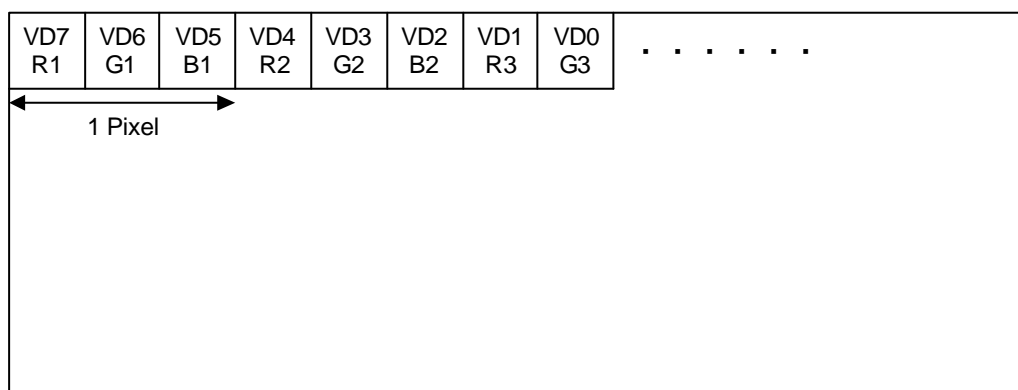 VD7 VD6 VD5 VD4 VD3 VD2 VD1 VD0 . . . . . .
R1 G1 B1 R2 G2 B2 R3 G3
1 Pixel